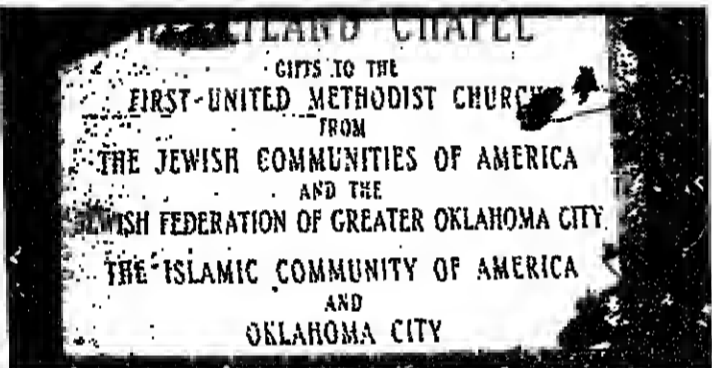 CHAPEL
GIFTS TO THE
FIRST-UNITED METHODIST CHURCH
FROM
THE JEWISH COMMUNITIES OF AMERICA
AND THE
JEWISH FEDERATION OF GREATER OKLAHOMA CITY
THE ISLAMIC COMMUNITY OF AMERICA
AND
OKLAHOMA CITY